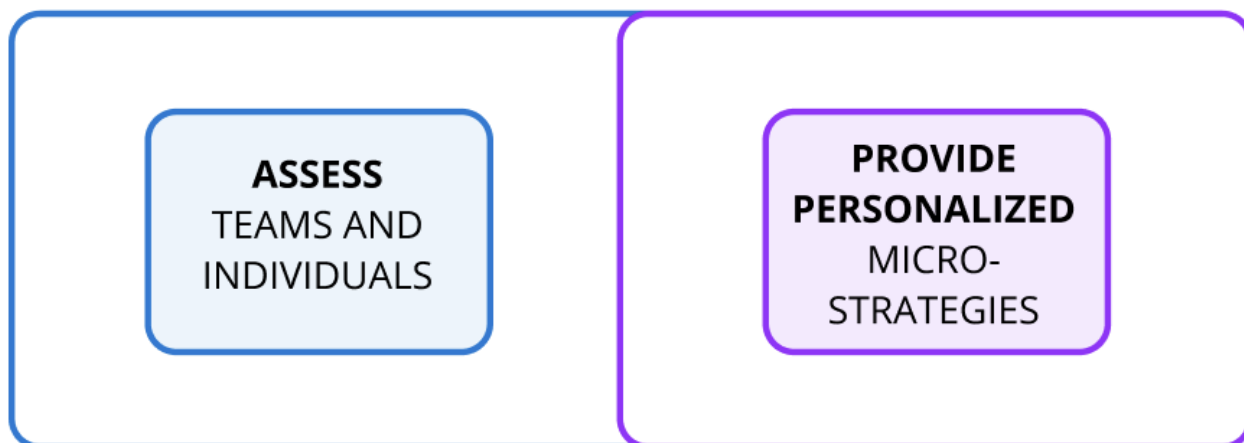 ASSESS
TEAMS AND
INDIVIDUALS
PROVIDE
PERSONALIZED
MICRO-
STRATEGIES